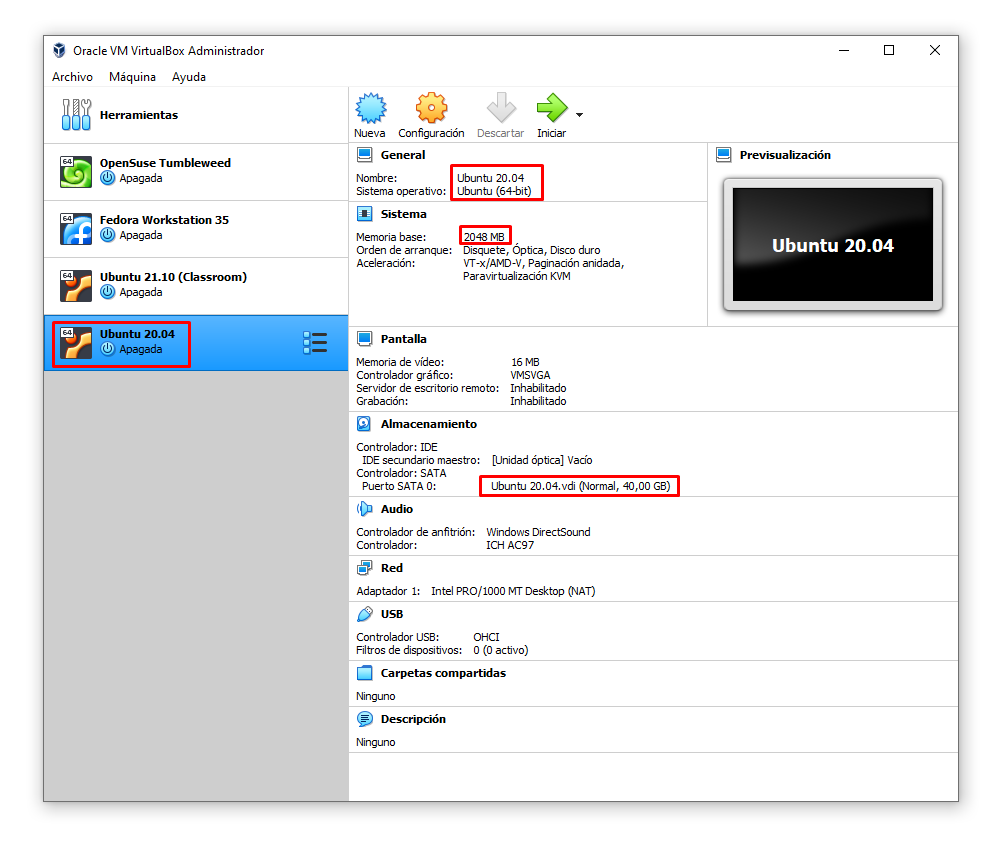 Oracle VM VirtualBox Administrador
Archivo Máquina Ayuda
Herramientas
64
OpenSuse Tumbleweed
Apagada
64
Fedora Workstation 35
Apagada
64
Ubuntu 21.10 (Classroom)
Apagada
64
Ubuntu 20.04
Apagada
Nueva Configuración Descartar Iniciar
General
Nombre: Ubuntu 20.04
Sistema operativo: Ubuntu (64-bit)
Sistema
Memoria base: 2048 MB
Orden de arranque: Disquete, Óptica, Disco duro
Aceleración: VT-x/AMD-V, Paginación anidada,
Paravirtualización KVM
Previsualización
Ubuntu 20.04
Pantalla
Memoria de vídeo: 16 MB
Controlador gráfico: VMSVGA
Servidor de escritorio remoto: Inhabilitado
Grabación: Inhabilitado
Almacenamiento
Controlador: IDE
IDE secundario maestro: [Unidad óptica] Vacío
Controlador: SATA
Puerto SATA 0: Ubuntu 20.04.vdi (Normal, 40,00 GB)
Audio
Controlador de anfitrión: Windows DirectSound
Controlador: ICH AC97
Red
Adaptador 1: Intel PRO/1000 MT Desktop (NAT)
USB
Controlador USB: OHCI
Filtros de dispositivos: 0 (0 activo)
Carpetas compartidas
Ninguno
Descripción
Ninguno